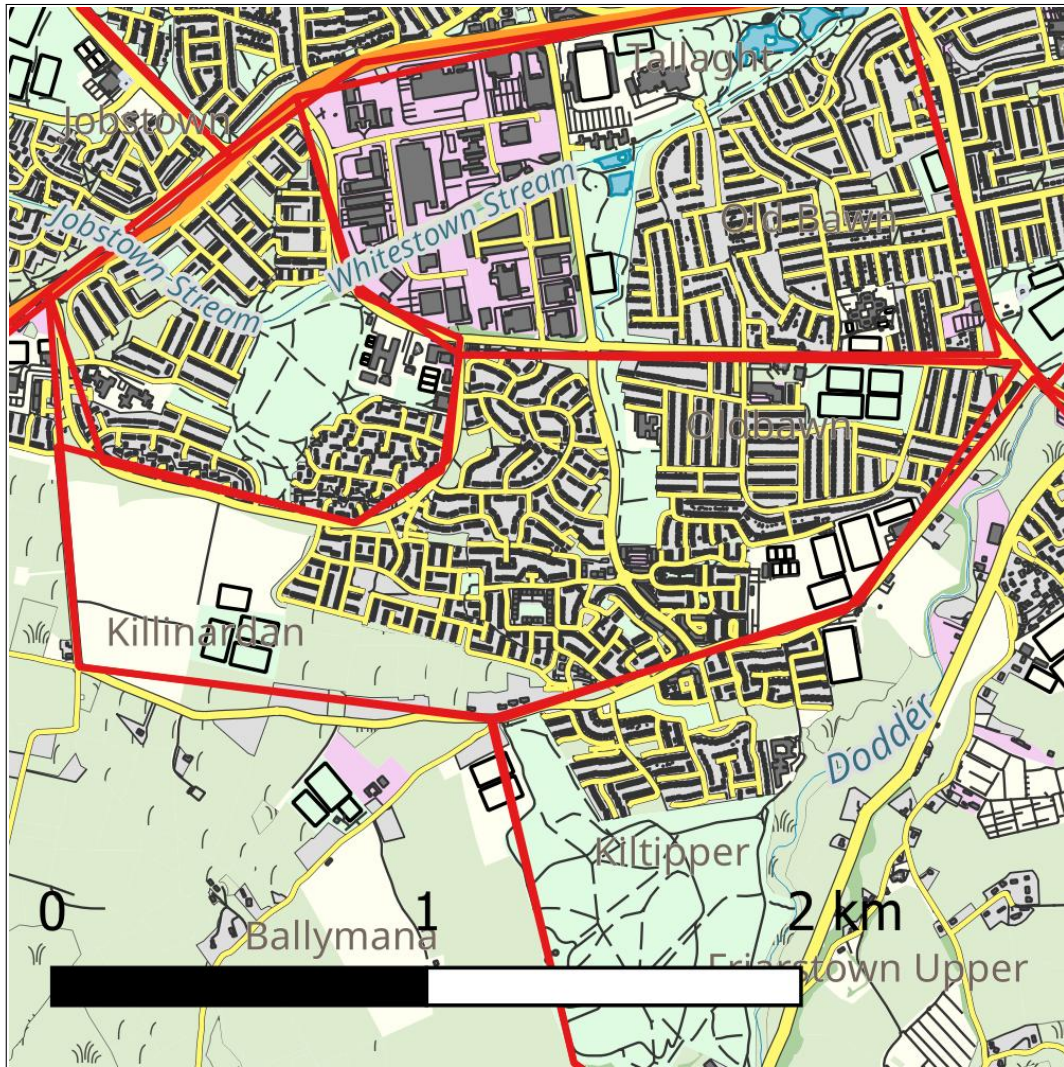 Tallaght
Jobstown
Jobstown Stream
Whitestown Stream
Old Bawn
Oldbawn
Killinardan
Dodder
Kiltipper
0 1 2 km
Ballymana
Friarstown Upper